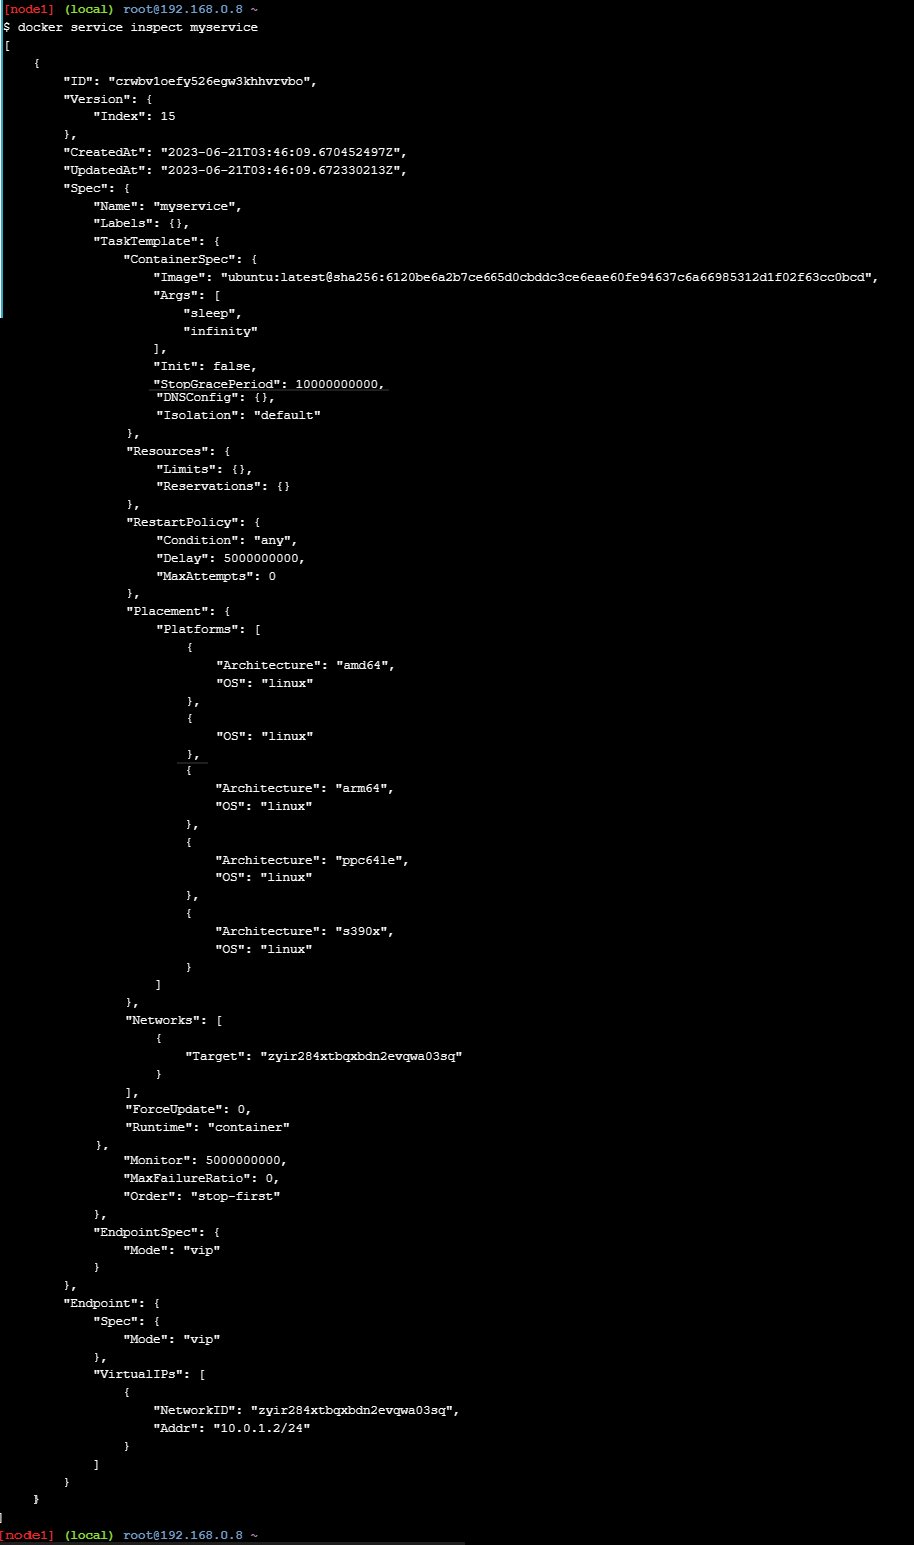 [node1] (local) root@192.168.0.8 ~
$ docker service inspect myservice
[
    {
        "ID": "crwbv1oefy526egw3khhvrvbo",
        "Version": {
            "Index": 15
        },
        "CreatedAt": "2023-06-21T03:46:09.670452497Z",
        "UpdatedAt": "2023-06-21T03:46:09.672330213Z",
        "Spec": {
            "Name": "myservice",
            "Labels": {},
            "TaskTemplate": {
                "ContainerSpec": {
                    "Image": "ubuntu:latest@sha256:6120be6a2b7ce665d0cbddc3ce6eae60fe94637c6a66985312d1f02f63cc0bcd",
                    "Args": [
                        "sleep",
                        "infinity"
                    ],
                    "Init": false,
                    "StopGracePeriod": 10000000000,
                    "DNSConfig": {},
                    "Isolation": "default"
                },
                "Resources": {
                    "Limits": {},
                    "Reservations": {}
                },
                "RestartPolicy": {
                    "Condition": "any",
                    "Delay": 5000000000,
                    "MaxAttempts": 0
                },
                "Placement": {
                    "Platforms": [
                        {
                            "Architecture": "amd64",
                            "OS": "linux"
                        },
                        {
                            "OS": "linux"
                        },
                        {
                            "Architecture": "arm64",
                            "OS": "linux"
                        },
                        {
                            "Architecture": "ppc64le",
                            "OS": "linux"
                        },
                        {
                            "Architecture": "s390x",
                            "OS": "linux"
                        }
                    ]
                },
                "Networks": [
                    {
                        "Target": "zyir284xtbqxbdn2evqwa03sq"
                    }
                ],
                "ForceUpdate": 0,
                "Runtime": "container"
            },
                "Monitor": 5000000000,
                "MaxFailureRatio": 0,
                "Order": "stop-first"
            },
            "EndpointSpec": {
                "Mode": "vip"
            }
        },
        "Endpoint": {
            "Spec": {
                "Mode": "vip"
            },
            "VirtualIPs": [
                {
                    "NetworkID": "zyir284xtbqxbdn2evqwa03sq",
                    "Addr": "10.0.1.2/24"
                }
            ]
        }
    }
]
[node1] (local) root@192.168.0.8 ~